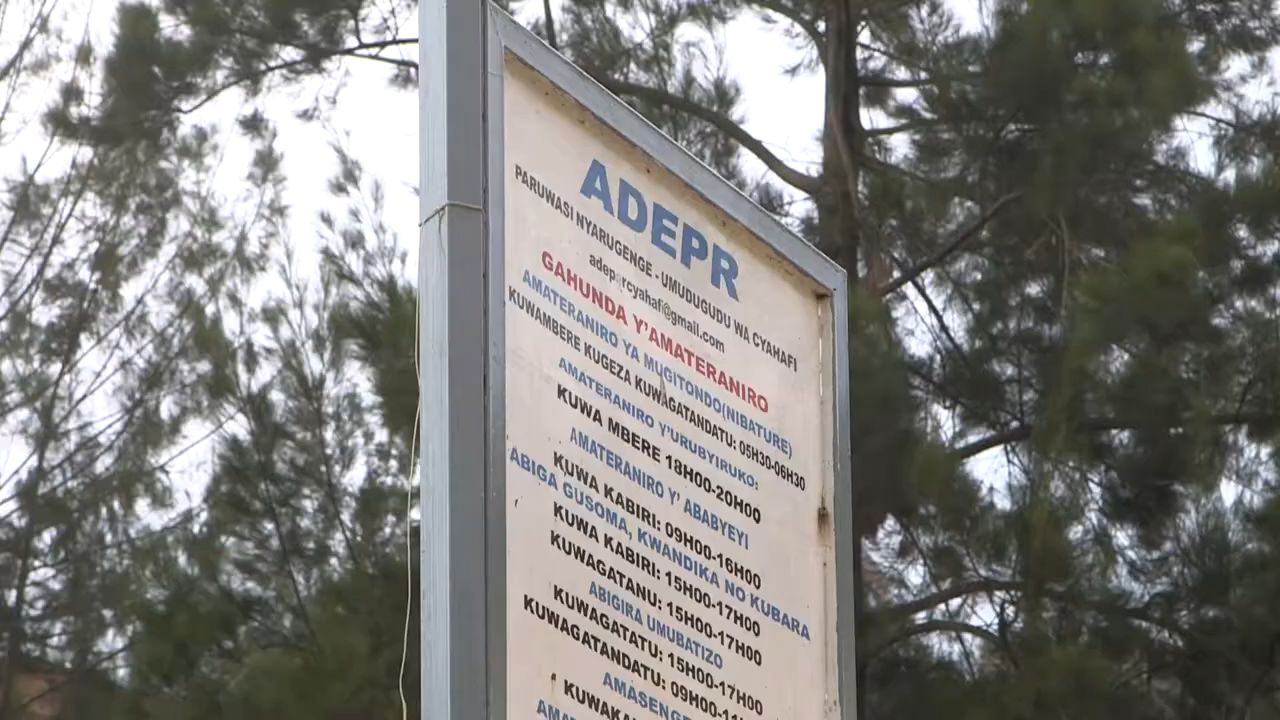 ADEPR
PARUWASI NYARUGENGE - UMUDUGUDU WA CYAHAFI
adeparcyahafi@gmail.com
GAHUNDA Y'AMATERANIRO
AMATERANIRO YA MUGITONDO(NIBATURE)
KUWAMBERE KUGEZA KUWAGATANDATU: 05H30-06H30
AMATERANIRO Y'URUBYIRUKO:
KUWA MBERE 18H00-20H00
AMATERANIRO Y' ABABYEYI
KUWA KABIRI: 09H00-16H00
ABIGA GUSOMA, KWANDIKA NO KUBARA
KUWA KABIRI: 15H00-17H00
KUWAGATANU: 15H00-17H00
ABIGIRA UMUBATIZO
KUWAGATATU: 15H00-17H00
KUWAGATANDATU: 09H00-11H